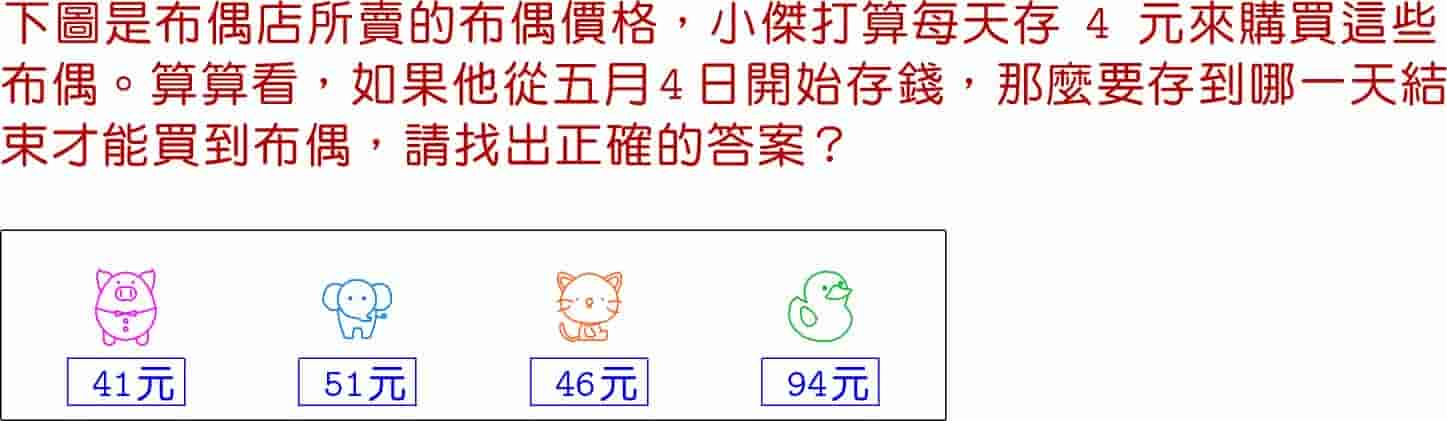 下圖是布偶店所賣的布偶價格，小傑打算每天存 4 元來購買這些
布偶。算算看，如果他從五月4日開始存錢，那麼要存到哪一天結
束才能買到布偶，請找出正確的答案？
41元 51元 46元 94元